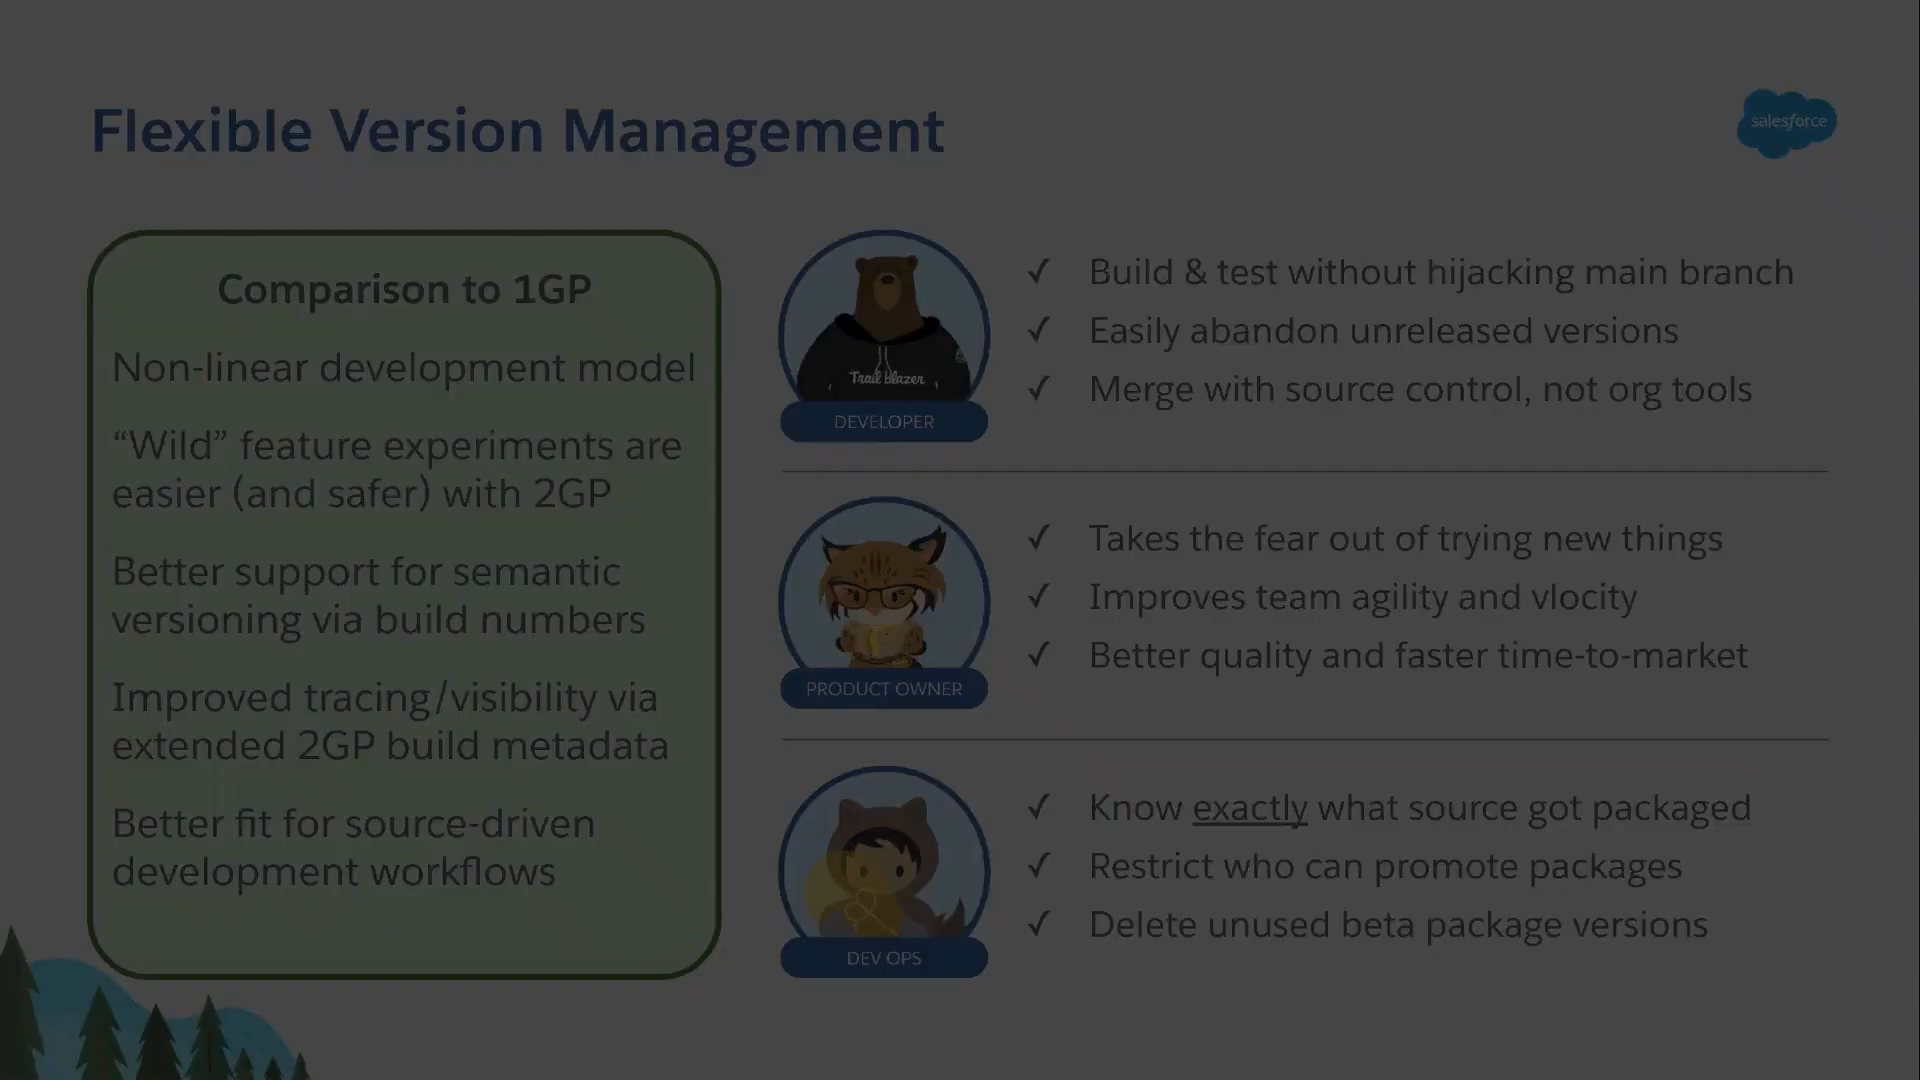 Flexible Version Management
salesforce
Comparison to 1GP
Non-linear development model
“Wild” feature experiments are
easier (and safer) with 2GP
Better support for semantic
versioning via build numbers
Improved tracing/visibility via
extended 2GP build metadata
Better fit for source-driven
development workflows
Trail blazer
DEVELOPER
✓ Build & test without hijacking main branch
✓ Easily abandon unreleased versions
✓ Merge with source control, not org tools
PRODUCT OWNER
✓ Takes the fear out of trying new things
✓ Improves team agility and vlocity
✓ Better quality and faster time-to-market
DEV OPS
✓ Know exactly what source got packaged
✓ Restrict who can promote packages
✓ Delete unused beta package versions